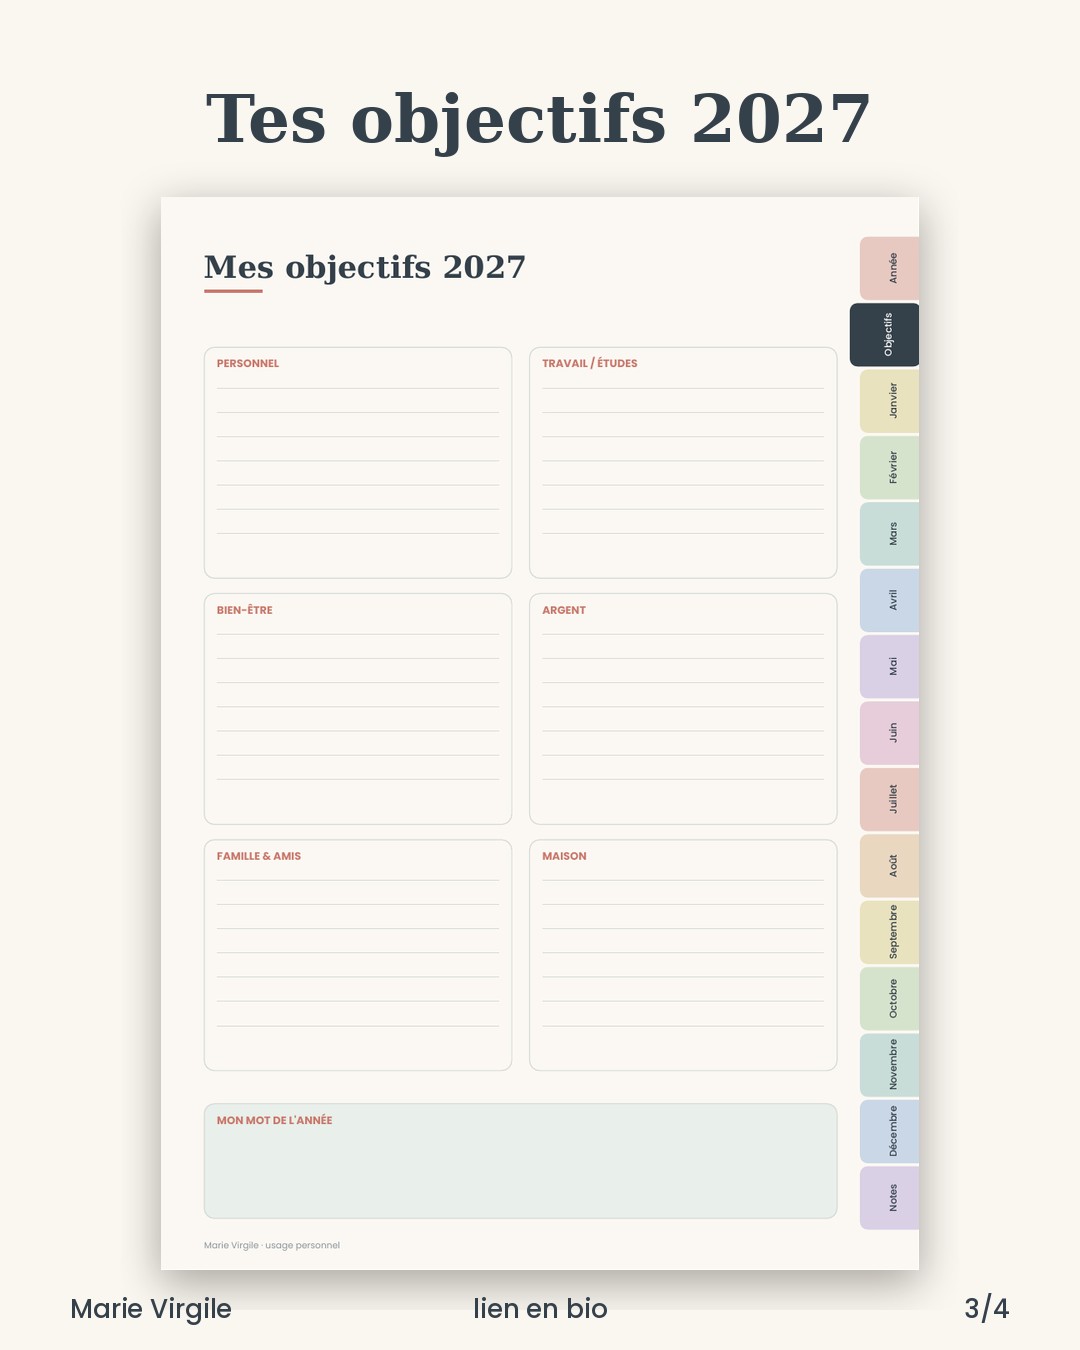 Tes objectifs 2027
Mes objectifs 2027
PERSONNEL
TRAVAIL / ÉTUDES
BIEN-ÊTRE
ARGENT
FAMILLE & AMIS
MAISON
MON MOT DE L'ANNÉE
Marie Virgile · usage personnel
Année
Objectifs
Janvier
Février
Mars
Avril
Mai
Juin
Juillet
Août
Septembre
Octobre
Novembre
Décembre
Notes
Marie Virgile
lien en bio
3/4